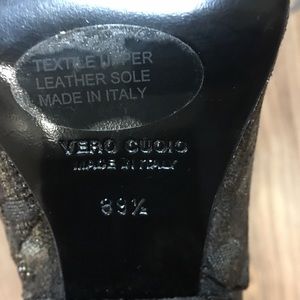 TEXTILE UPPER
LEATHER SOLE
MADE IN ITALY
VERO CUOIO
MADE IN ITALY
39½